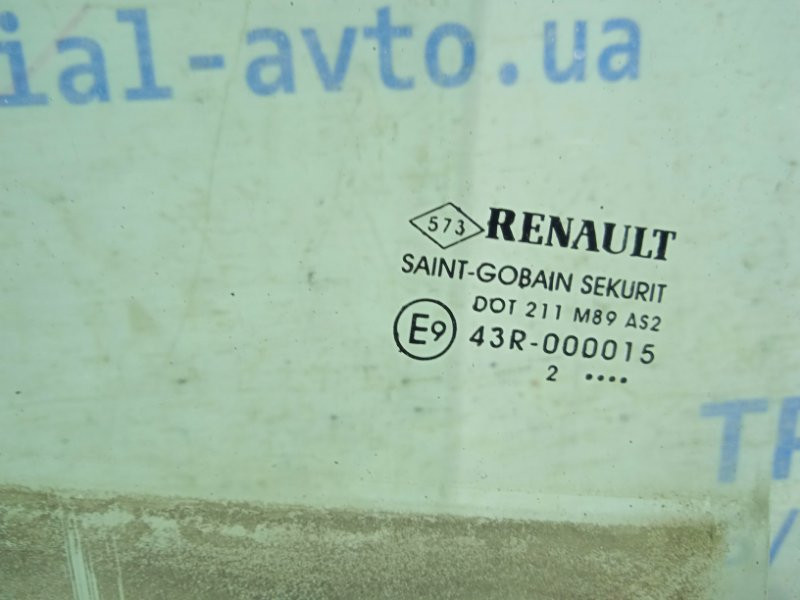 ial-avto.ua
573 RENAULT
SAINT-GOBAIN SEKURIT
DOT 211 M89 AS2
E9 43R-000015
2 ....